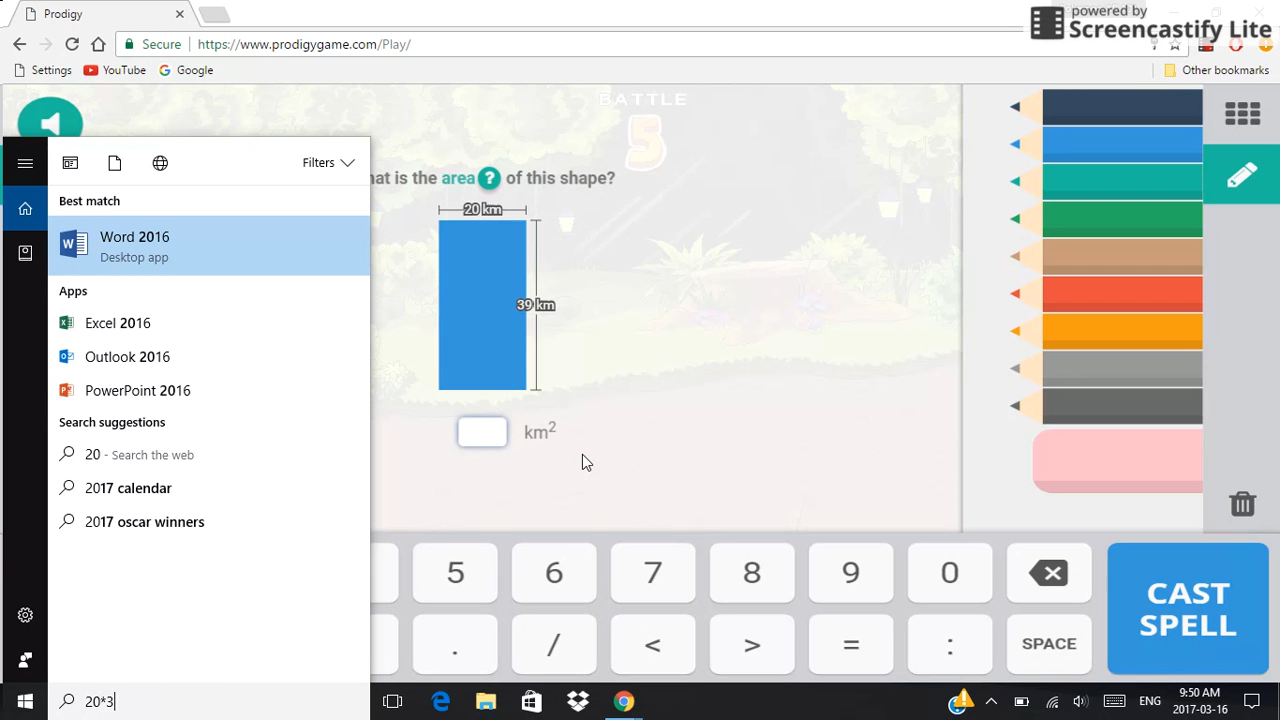 Prodigy
powered by
Screencastify Lite
Secure
https://www.prodigygame.com/Play/
Settings
YouTube
Google
Other bookmarks
BATTLE
5
hat is the area ? of this shape?
20 km
39 km
km2
Filters
Best match
Word 2016
Desktop app
Apps
Excel 2016
Outlook 2016
PowerPoint 2016
Search suggestions
20 - Search the web
2017 calendar
2017 oscar winners
20*3
5 6 7 8 9 0
. / < > = : SPACE
CAST
SPELL
ENG
9:50 AM
2017-03-16